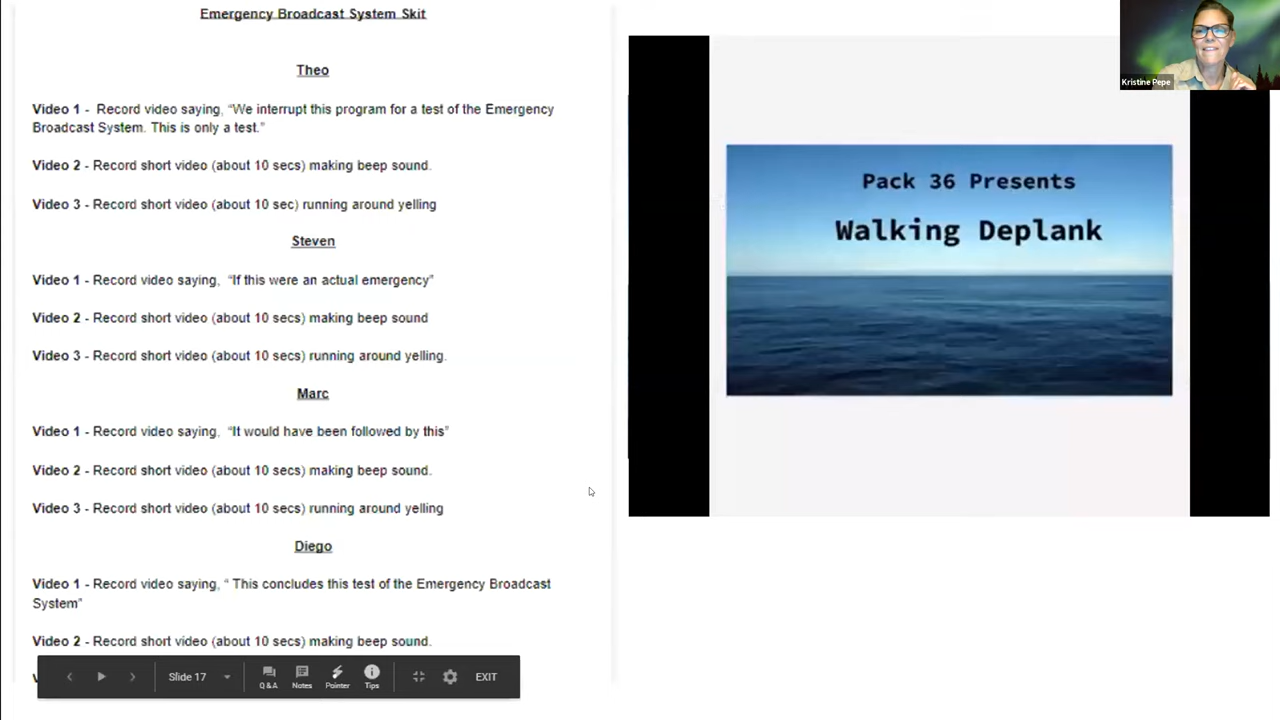 Emergency Broadcast System Skit
Theo
Video 1 - Record video saying, “We interrupt this program for a test of the Emergency
Broadcast System. This is only a test.”
Video 2 - Record short video (about 10 secs) making beep sound.
Video 3 - Record short video (about 10 sec) running around yelling
Steven
Video 1 - Record video saying, “If this were an actual emergency”
Video 2 - Record short video (about 10 secs) making beep sound
Video 3 - Record short video (about 10 secs) running around yelling.
Marc
Video 1 - Record video saying, “It would have been followed by this”
Video 2 - Record short video (about 10 secs) making beep sound.
Video 3 - Record short video (about 10 secs) running around yelling
Diego
Video 1 - Record video saying, “ This concludes this test of the Emergency Broadcast
System”
Video 2 - Record short video (about 10 secs) making beep sound.
Slide 17
Q&A
Notes
Pointer
Tips
EXIT
Pack 36 Presents
Walking Deplank
Kristine Pepe